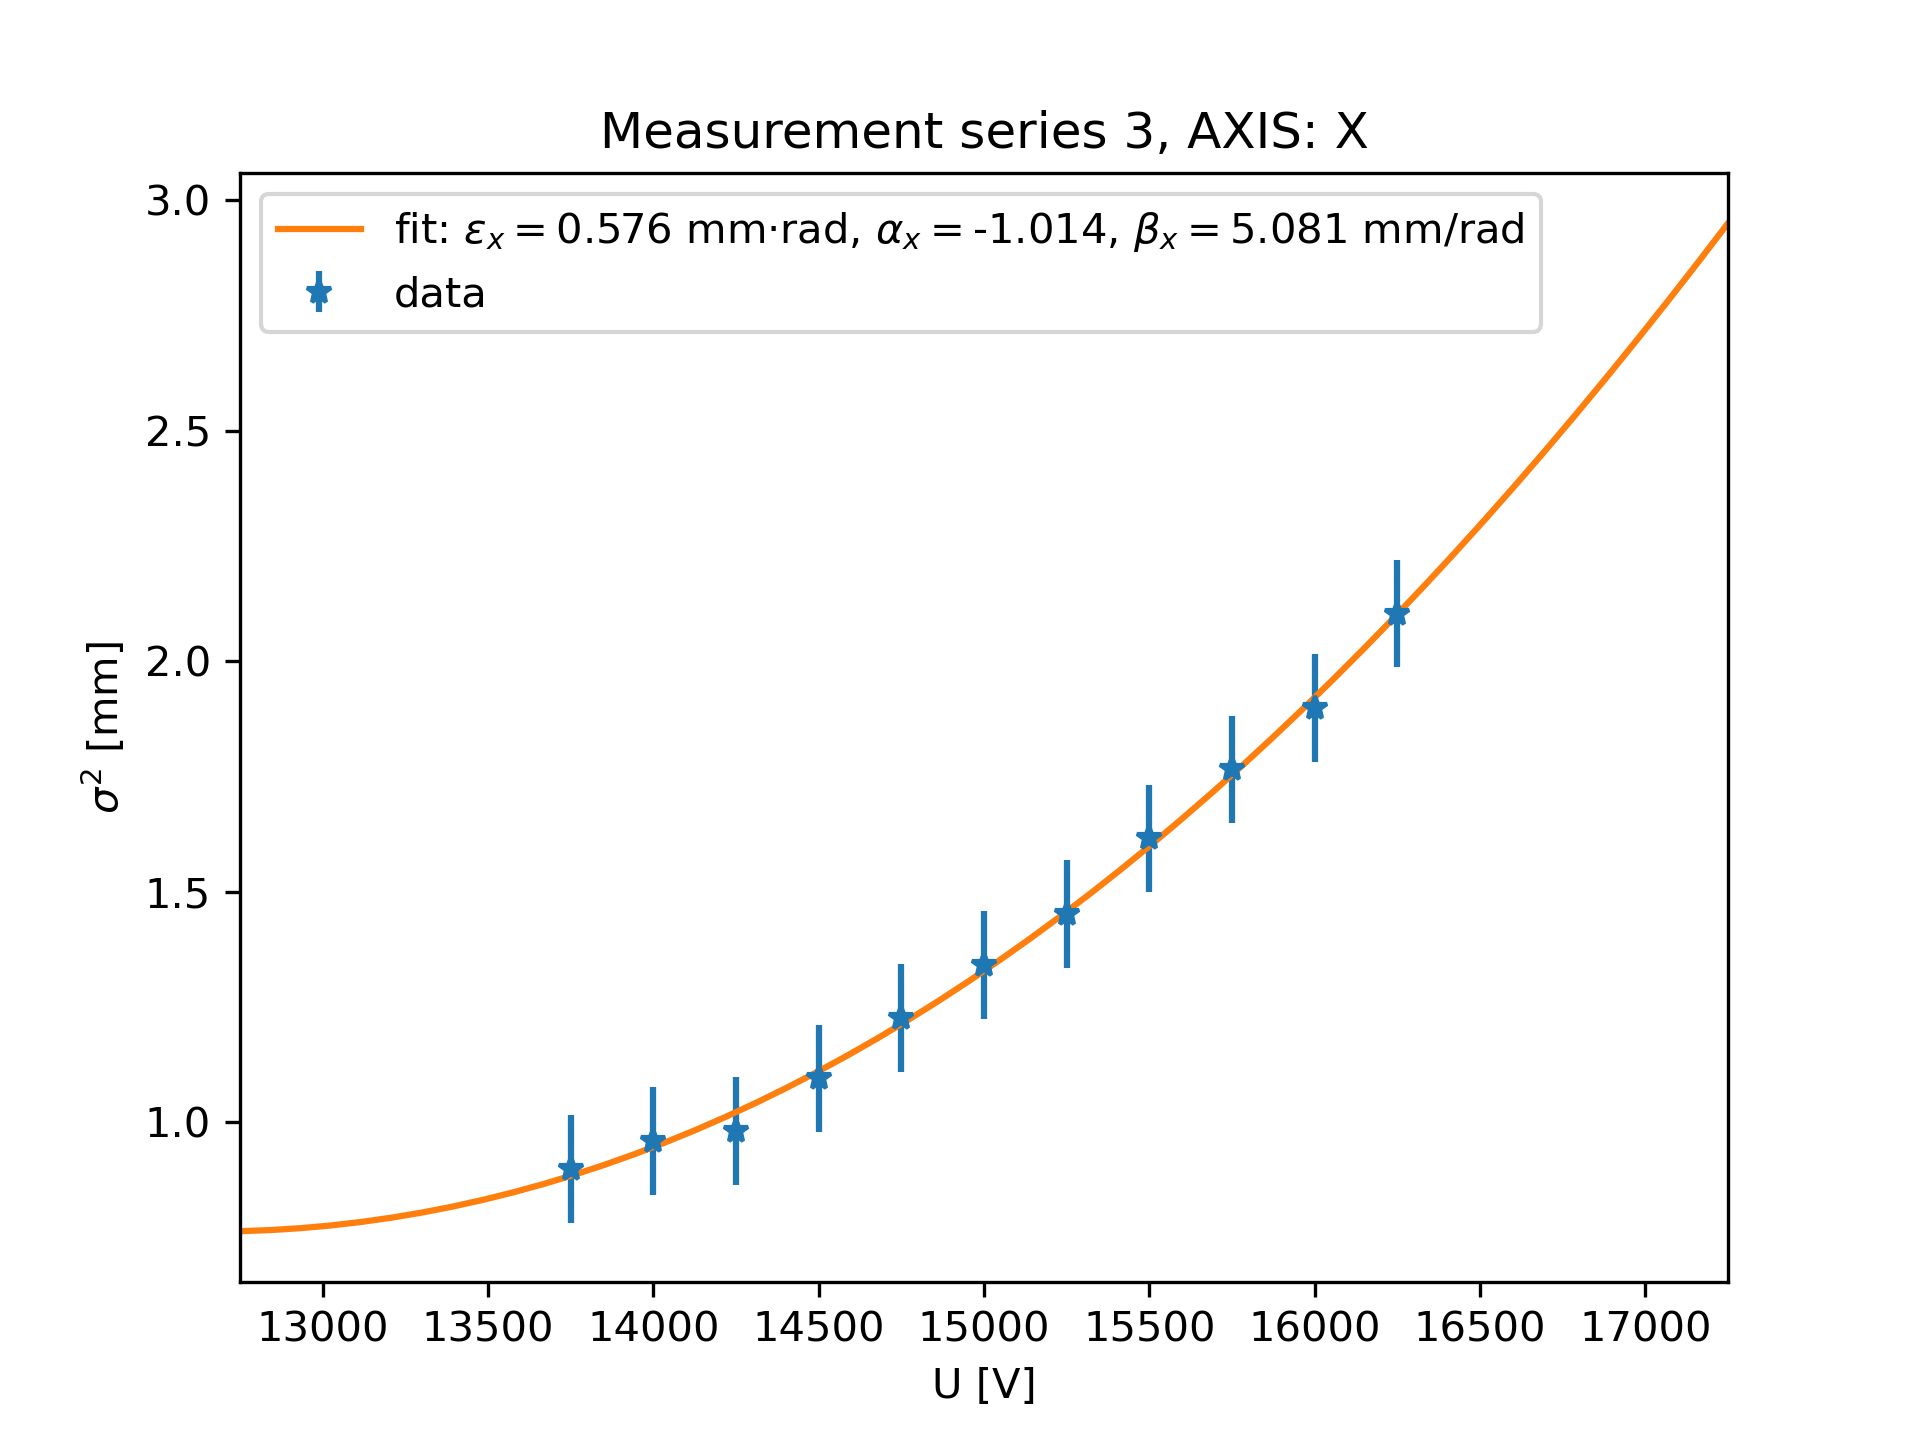 Measurement series 3, AXIS: X
fit: εₓ = 0.576 mm·rad, αₓ = -1.014, βₓ = 5.081 mm/rad
data
3.0
2.5
2.0
1.5
1.0
σ² [mm]
13000 13500 14000 14500 15000 15500 16000 16500 17000
U [V]